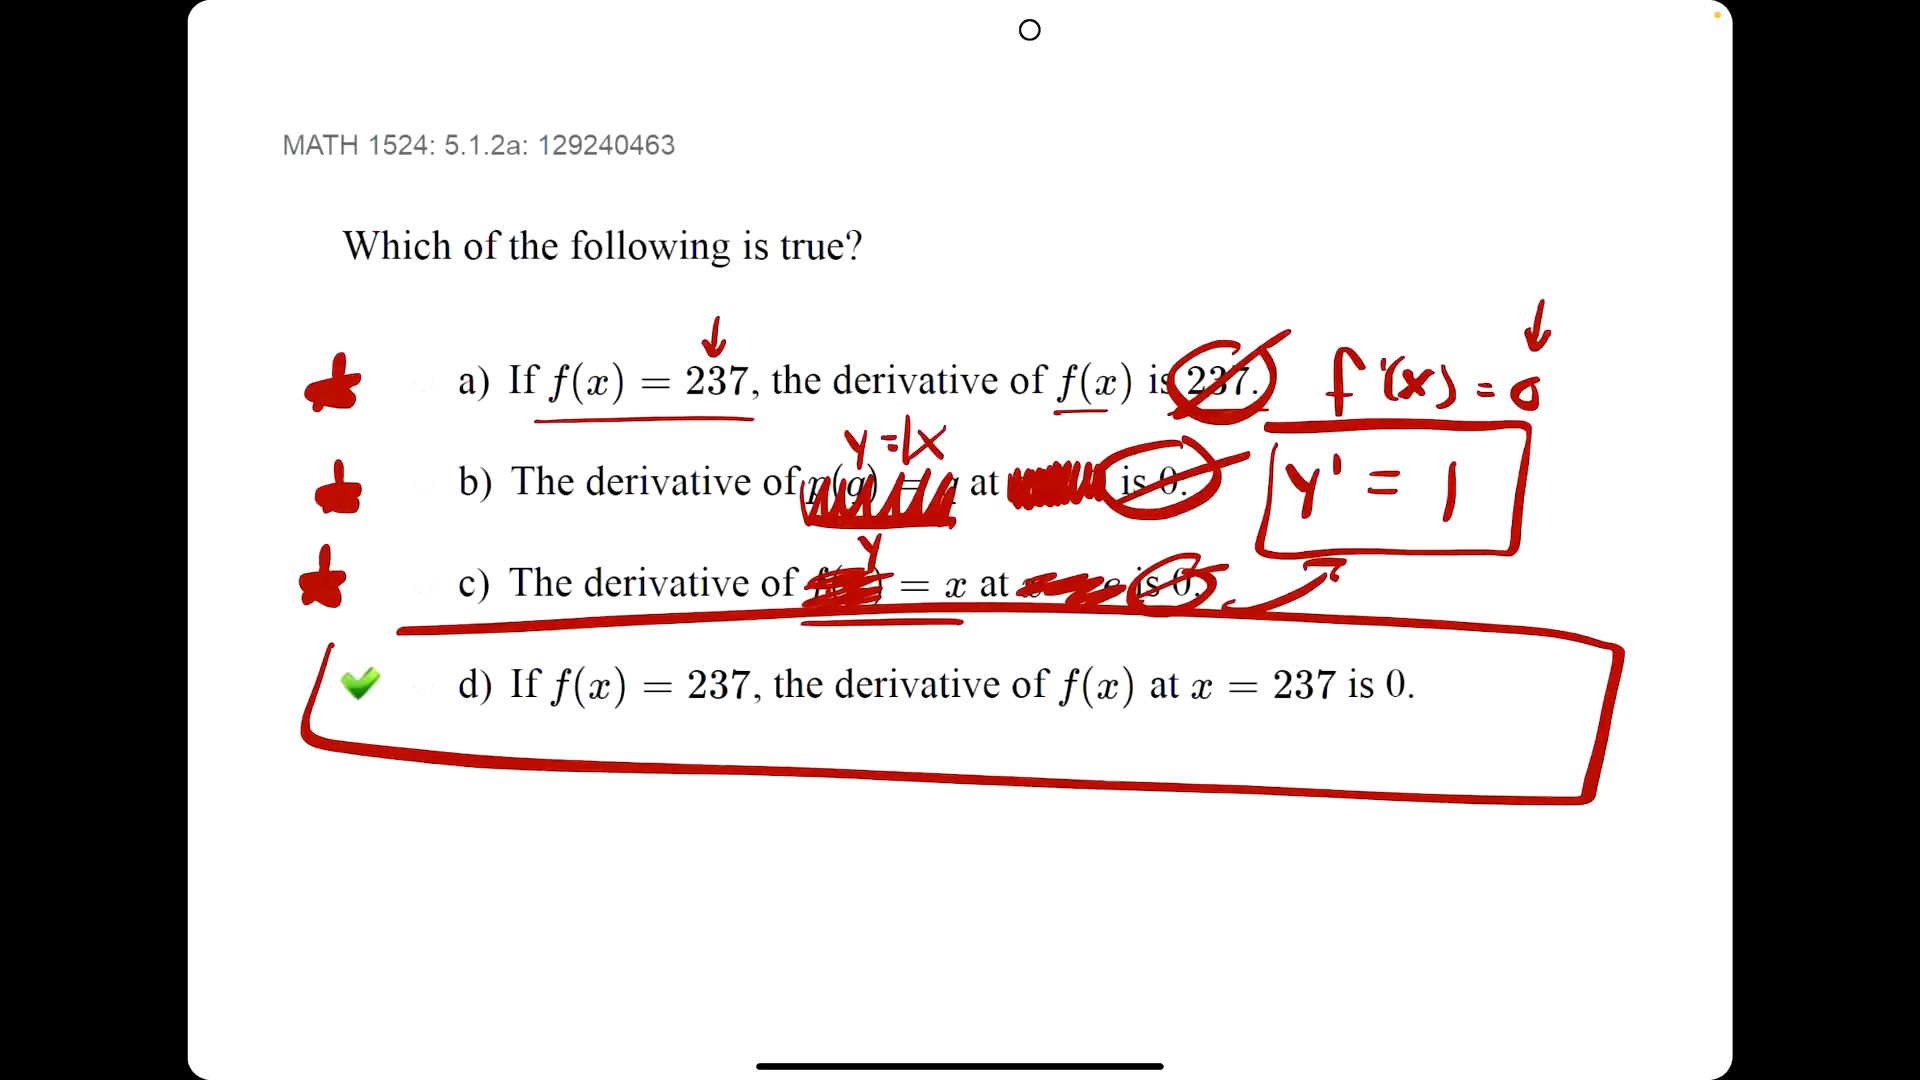 MATH 1524: 5.1.2a: 129240463
Which of the following is true?
a) If f(x) = 237, the derivative of f(x) is 237. f'(x) = 0
y = 1x
b) The derivative of = at is 0. y' = 1
y
c) The derivative of = x at is 0.
d) If f(x) = 237, the derivative of f(x) at x = 237 is 0.